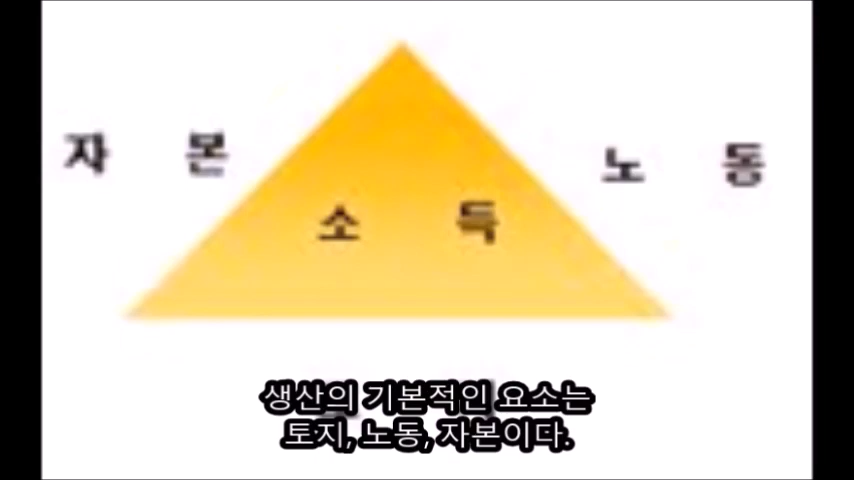 자 본
노 동
소 득
생산의 기본적인 요소는
토지, 노동, 자본이다.